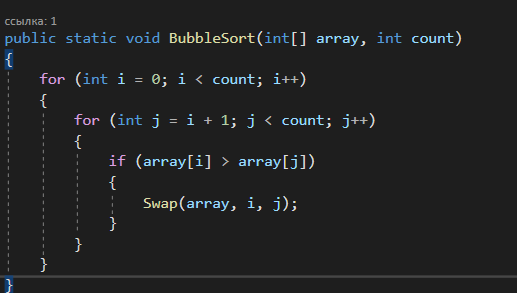 ссылка: 1
public static void BubbleSort(int[] array, int count)
{
    for (int i = 0; i < count; i++)
    {
        for (int j = i + 1; j < count; j++)
        {
            if (array[i] > array[j])
            {
                Swap(array, i, j);
            }
        }
    }
}